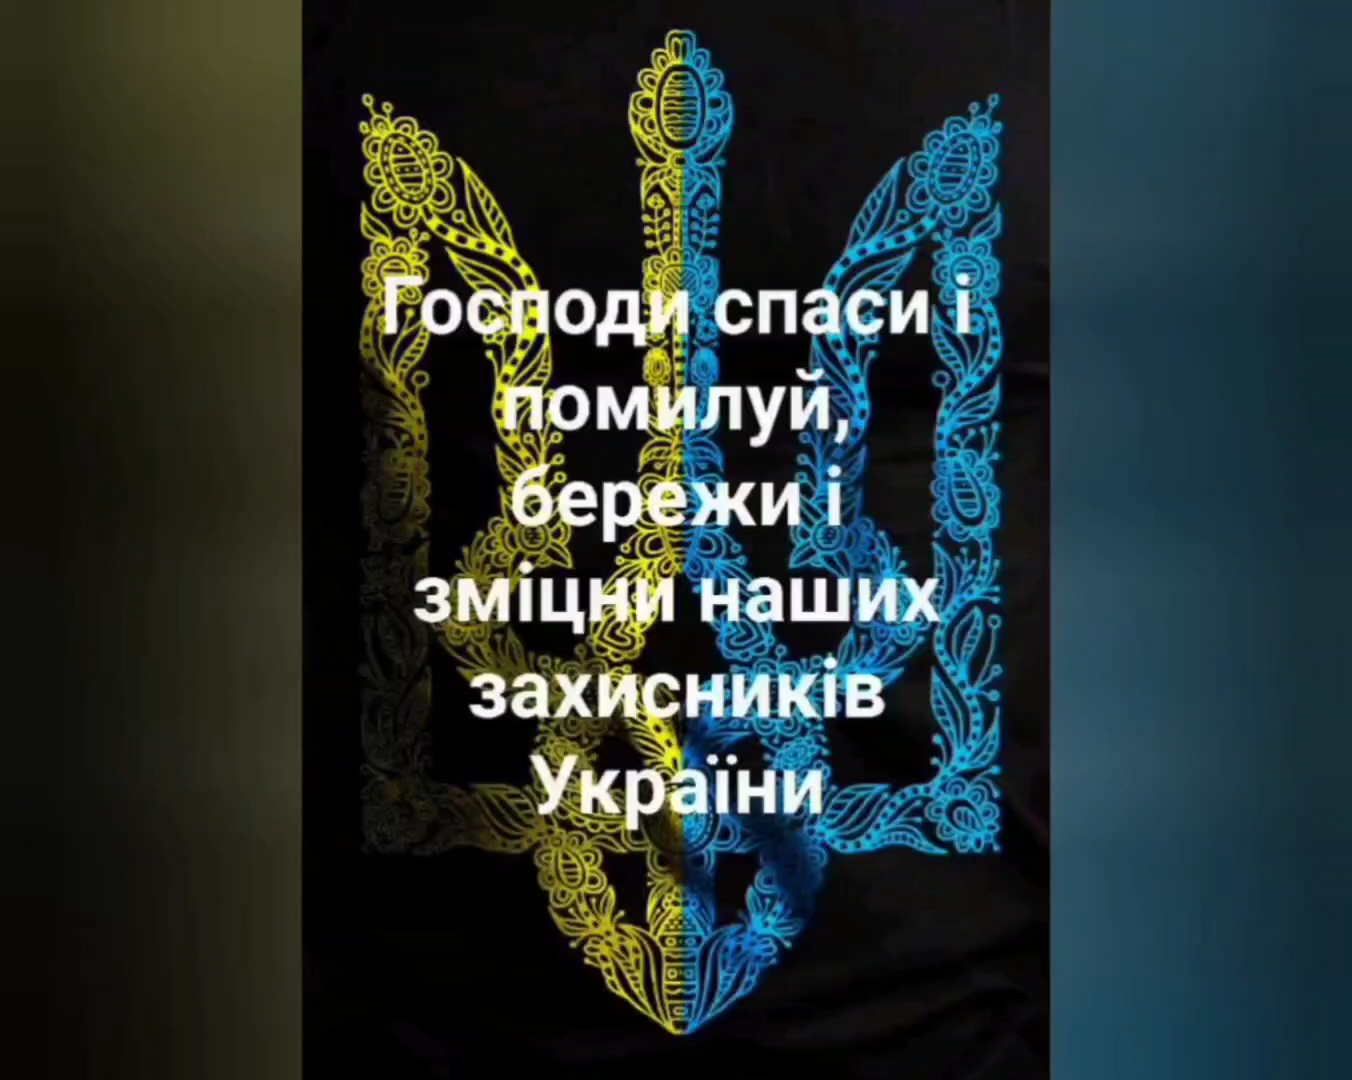 Господи спаси і
помилуй,
бережи і
зміцни наших
захисників
України